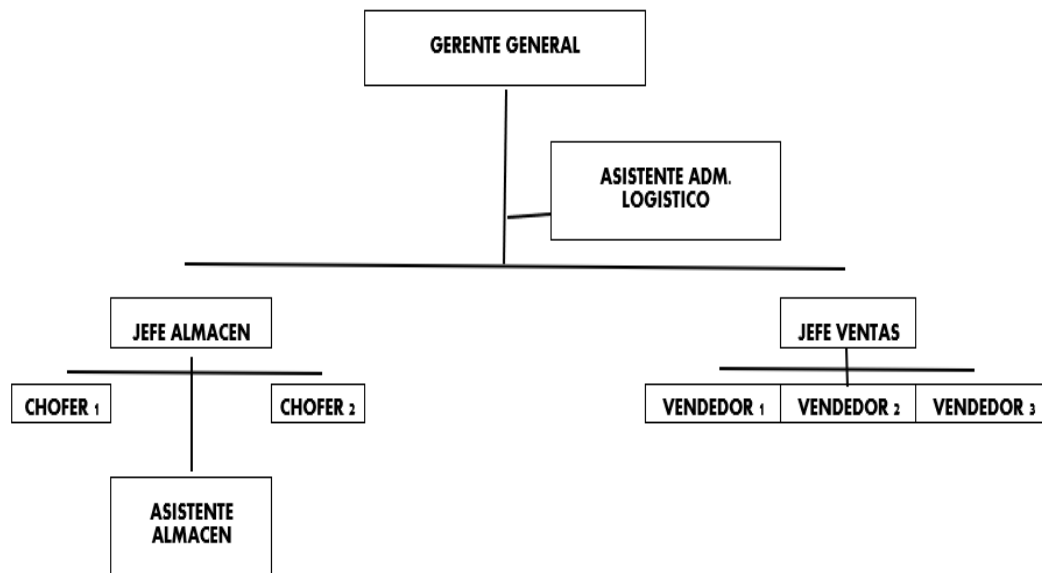 GERENTE GENERAL
ASISTENTE ADM.
LOGISTICO
JEFE ALMACEN
JEFE VENTAS
CHOFER 1
CHOFER 2
VENDEDOR 1
VENDEDOR 2
VENDEDOR 3
ASISTENTE
ALMACEN